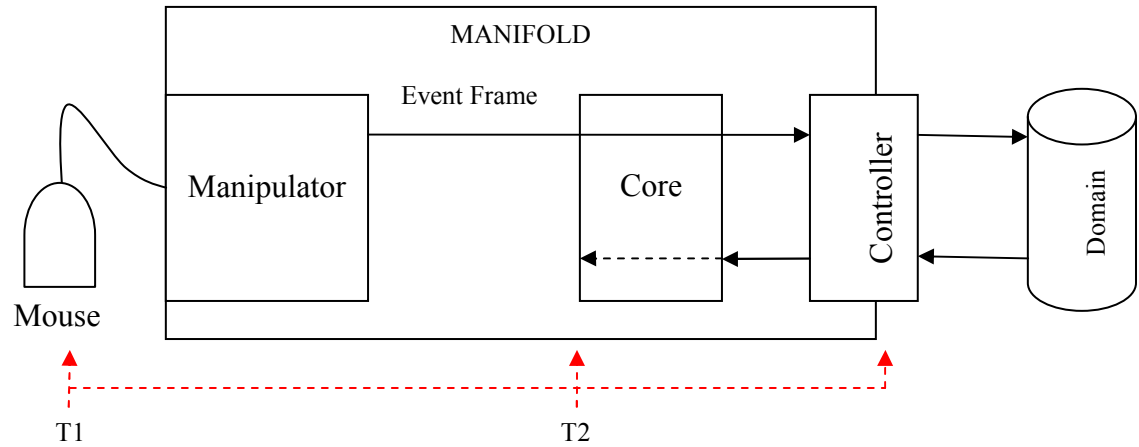 MANIFOLD
Event Frame
Manipulator
Core
Controller
Domain
Mouse
T1
T2